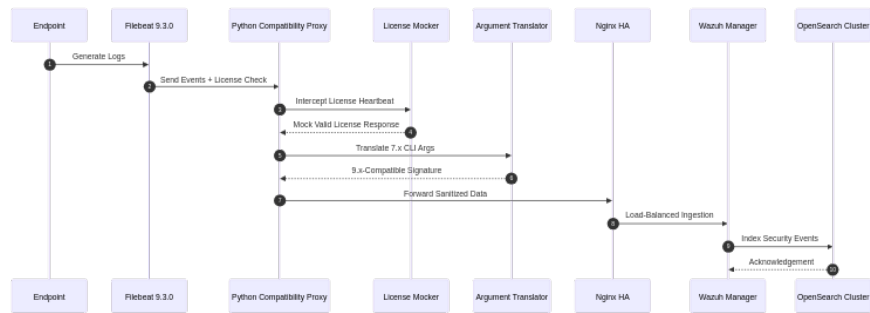 Endpoint
Filebeat 9.3.0
Python Compatibility Proxy
License Mocker
Argument Translator
Nginx HA
Wazuh Manager
OpenSearch Cluster
Generate Logs
1
Send Events + License Check
2
Intercept License Heartbeat
3
Mock Valid License Response
4
Translate 7.x CLI Args
5
9.x-Compatible Signature
6
Forward Sanitized Data
7
Load-Balanced Ingestion
8
Index Security Events
9
Acknowledgement
10
Endpoint
Filebeat 9.3.0
Python Compatibility Proxy
License Mocker
Argument Translator
Nginx HA
Wazuh Manager
OpenSearch Cluster